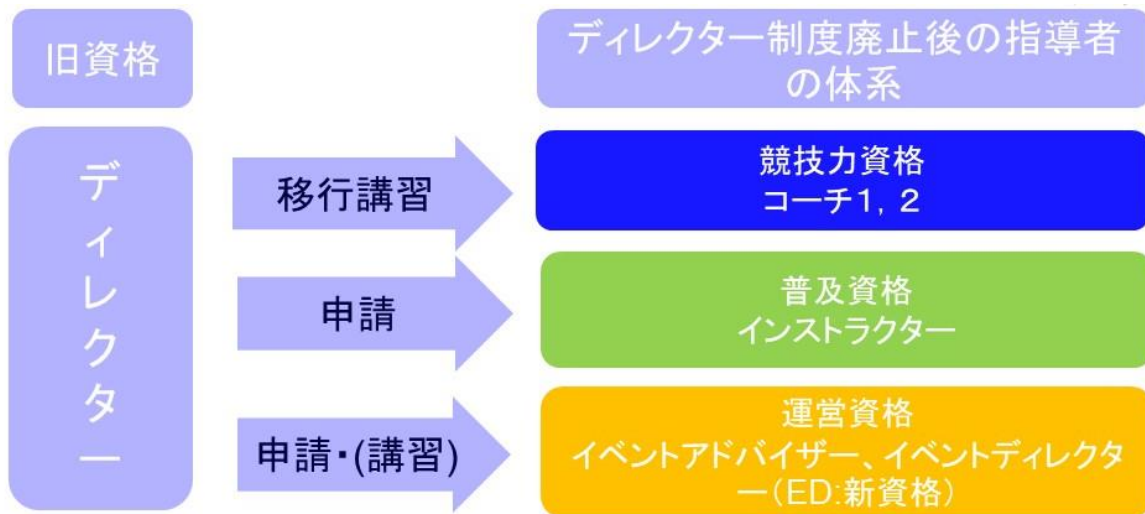 旧資格
ディレクター制度廃止後の指導者
の体系
ディレクター
移行講習
競技力資格
コーチ1，2
申請
普及資格
インストラクター
申請・(講習)
運営資格
イベントアドバイザー、イベントディレクタ
ー(ED:新資格)